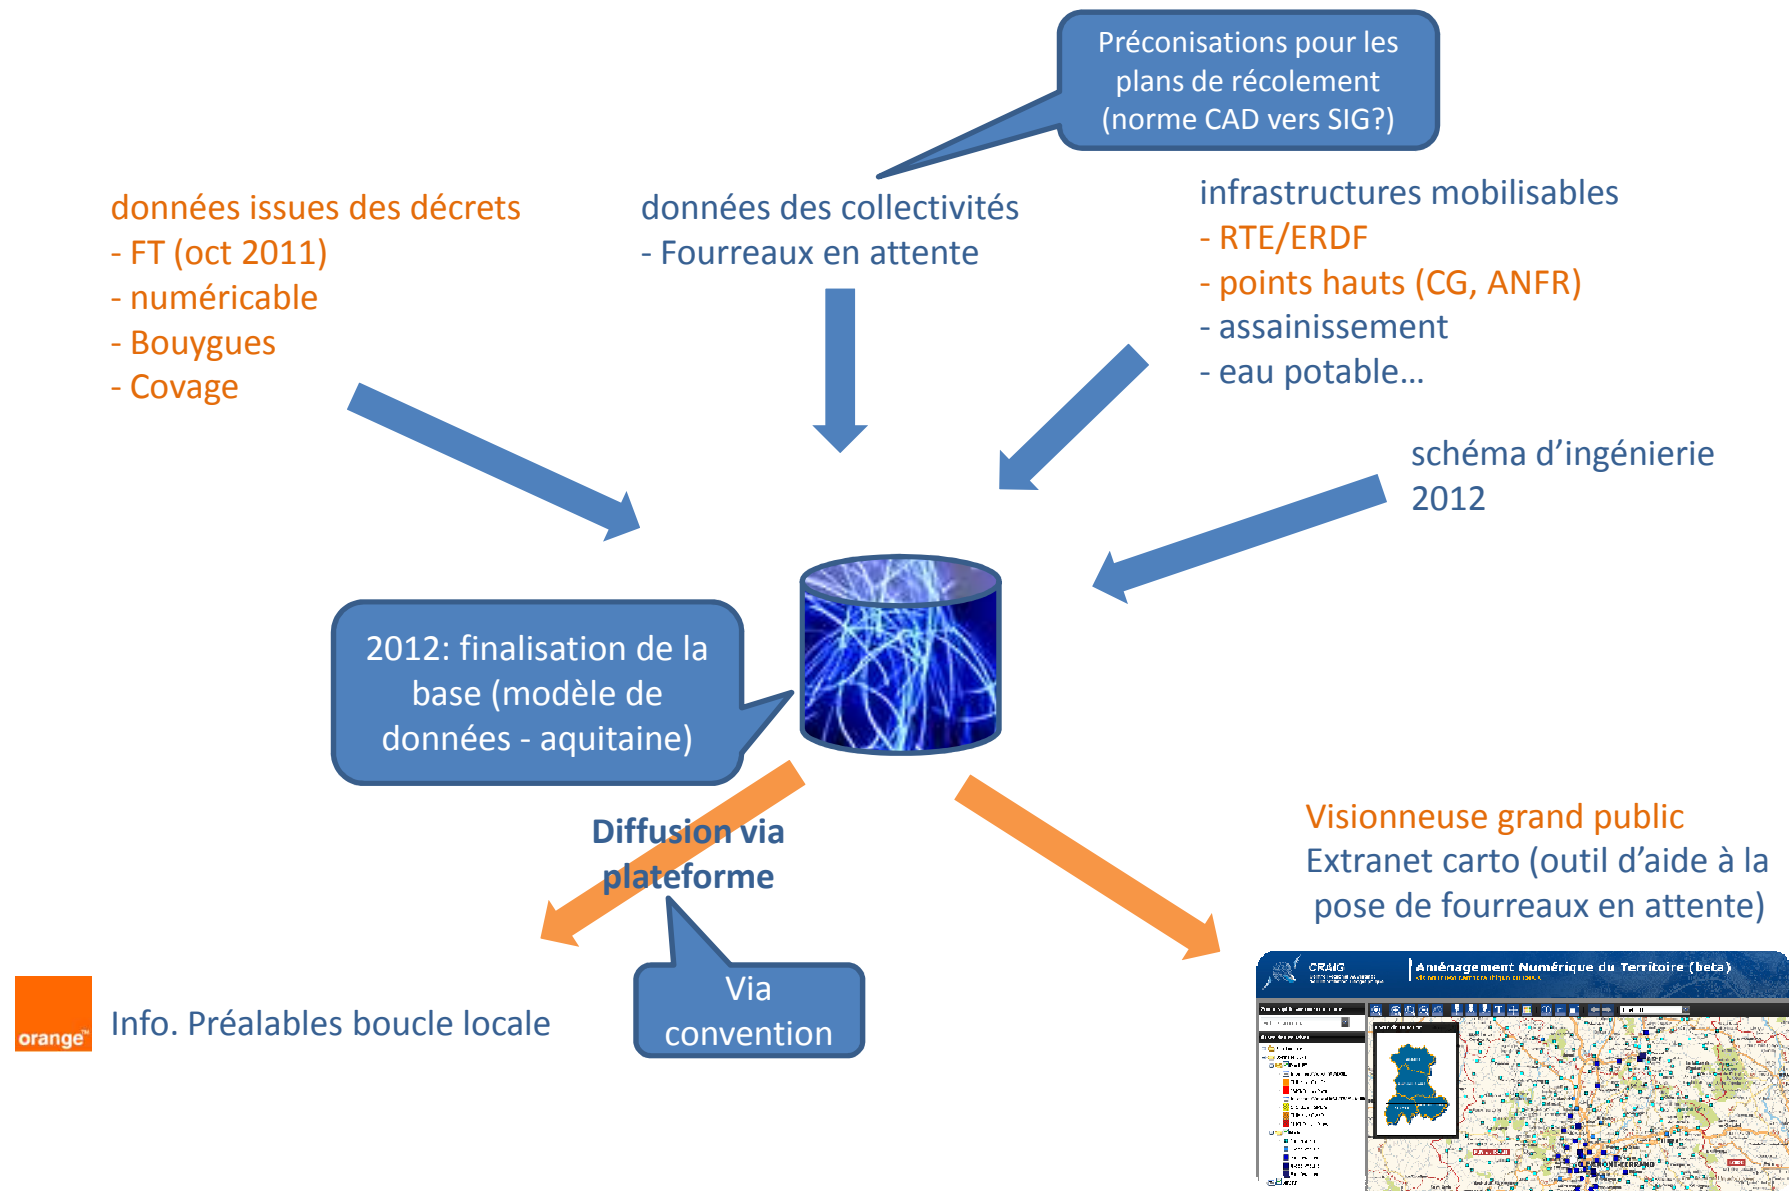 Préconisations pour les
plans de récolement
(norme CAD vers SIG?)
données issues des décrets
- FT (oct 2011)
- numéricable
- Bouygues
- Covage
données des collectivités
- Fourreaux en attente
infrastructures mobilisables
- RTE/ERDF
- points hauts (CG, ANFR)
- assainissement
- eau potable…
schéma d’ingénierie
2012
2012: finalisation de la
base (modèle de
données - aquitaine)
Diffusion via
plateforme
Via
convention
Visionneuse grand public
Extranet carto (outil d’aide à la
pose de fourreaux en attente)
orange™
Info. Préalables boucle locale
CRAIG
Aménagement Numérique du Territoire (beta)